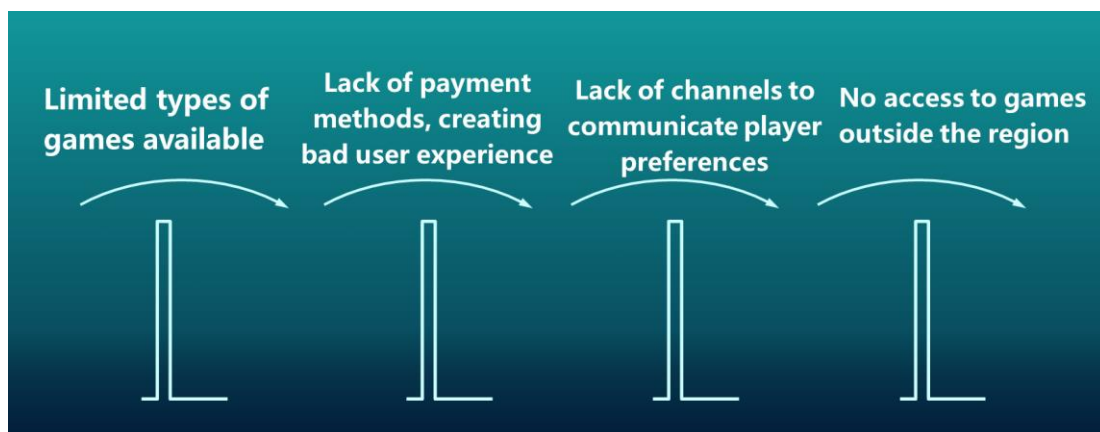 Limited types of
games available
Lack of payment
methods, creating
bad user experience
Lack of channels to
communicate player
preferences
No access to games
outside the region